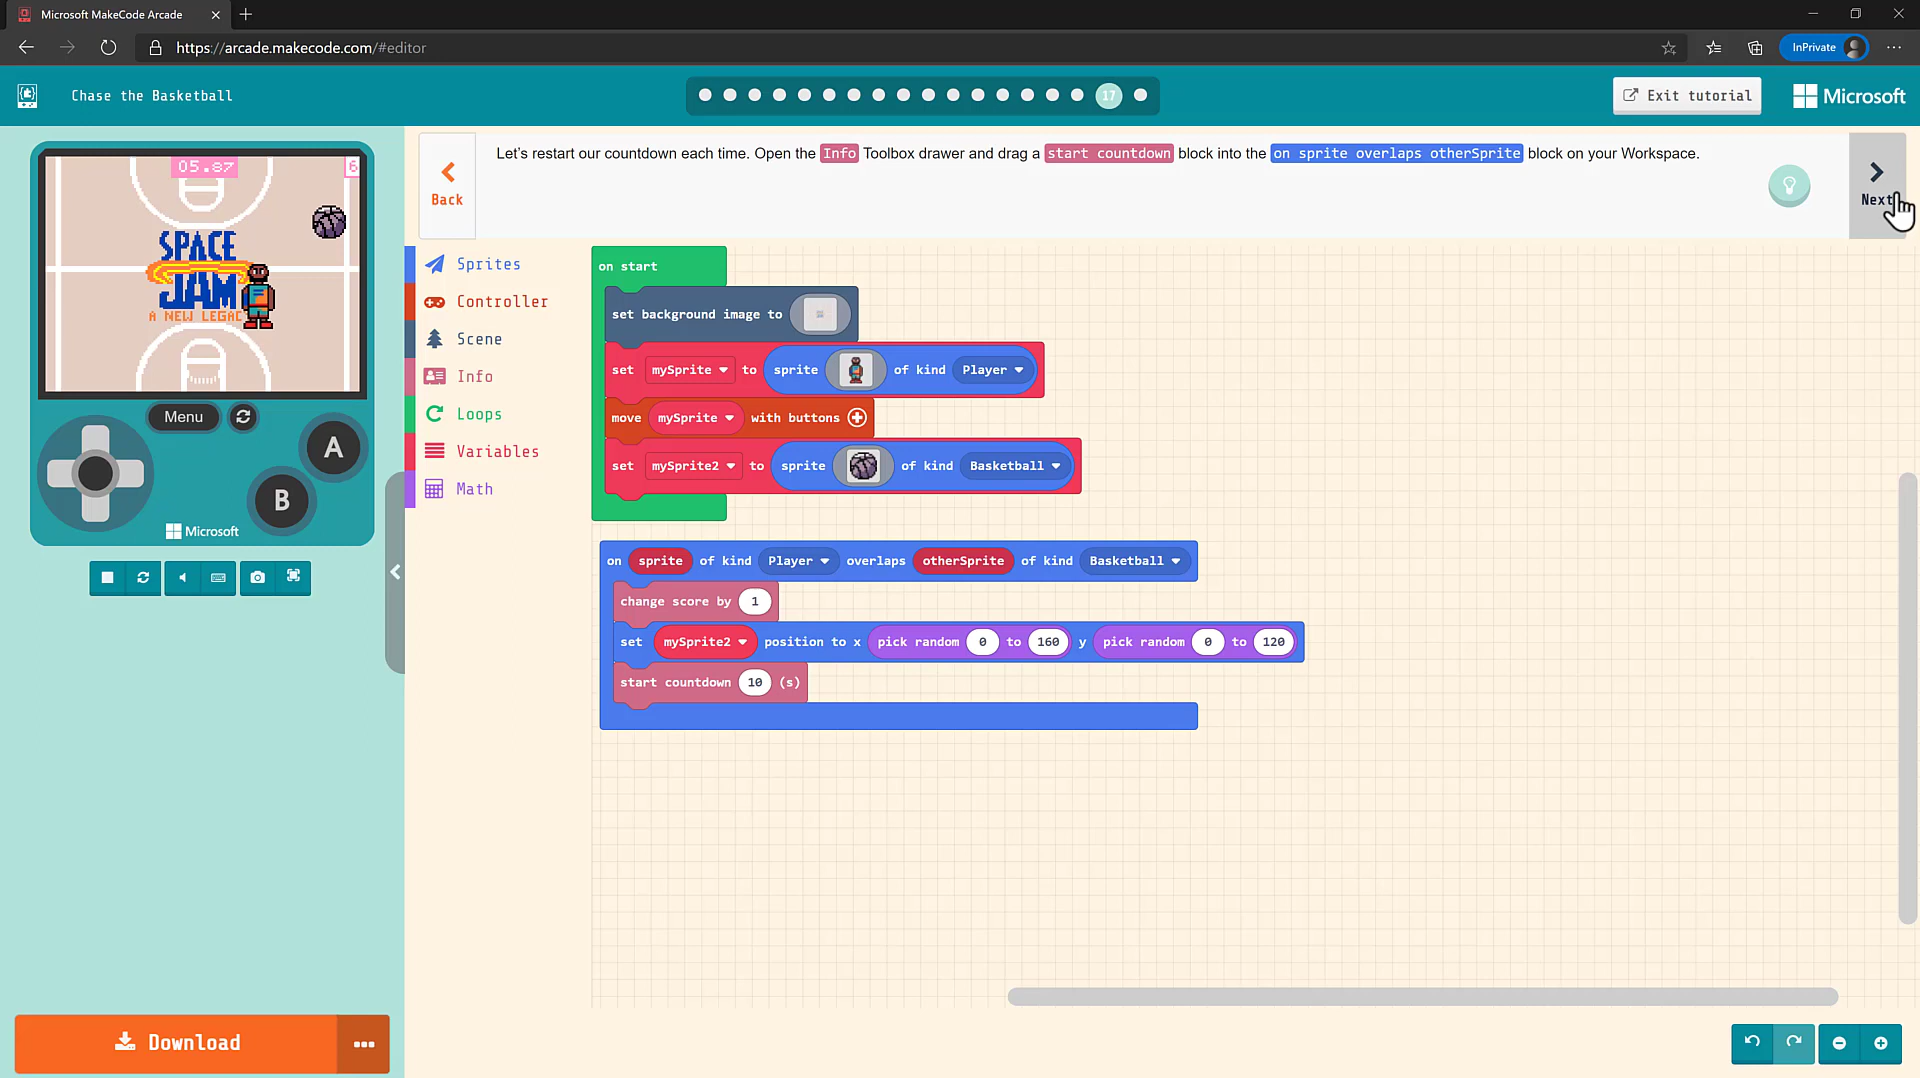 Microsoft MakeCode Arcade
https://arcade.makecode.com/#editor
InPrivate
Chase the Basketball
17
Exit tutorial
Microsoft
05.87
6
SPACE
JAM
A NEW LEGAC
Back
Let's restart our countdown each time. Open the Info Toolbox drawer and drag a start countdown block into the on sprite overlaps otherSprite block on your Workspace.
Next
Sprites
Controller
Scene
Info
Loops
Variables
Math
Menu
A
B
Microsoft
on start
set background image to
set mySprite to sprite of kind Player
move mySprite with buttons
set mySprite2 to sprite of kind Basketball
on sprite of kind Player overlaps otherSprite of kind Basketball
change score by 1
set mySprite2 position to x pick random 0 to 160 y pick random 0 to 120
start countdown 10 (s)
Download